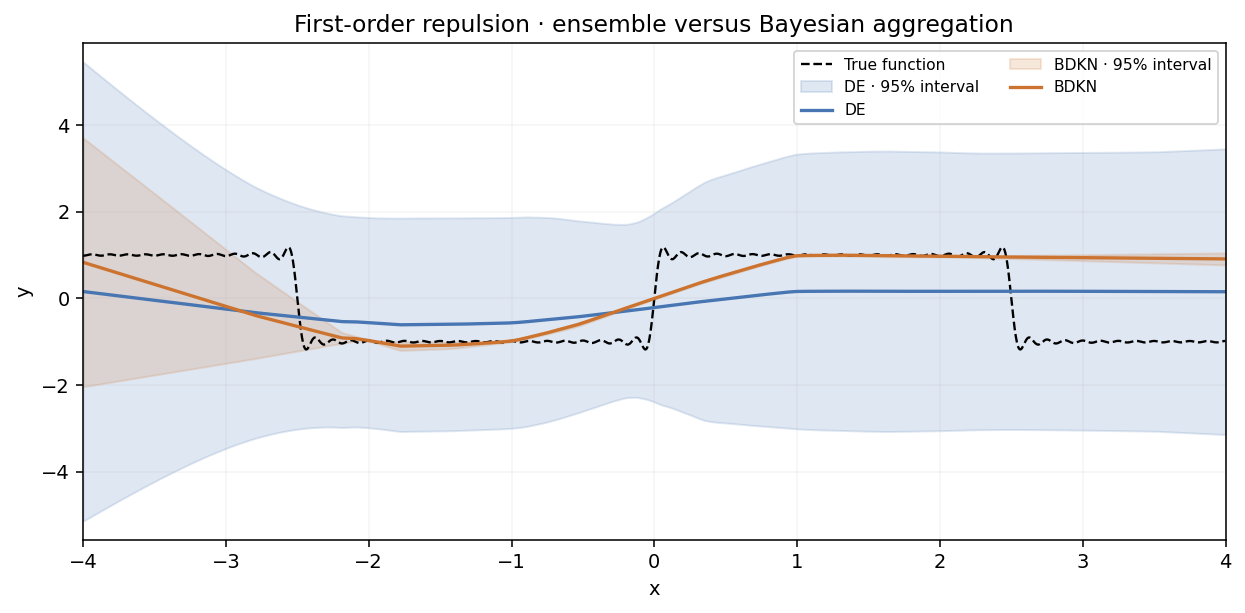 First-order repulsion · ensemble versus Bayesian aggregation
True function
DE · 95% interval
DE
BDKN · 95% interval
BDKN
y
4
2
0
−2
−4
−4 −3 −2 −1 0 1 2 3 4
x